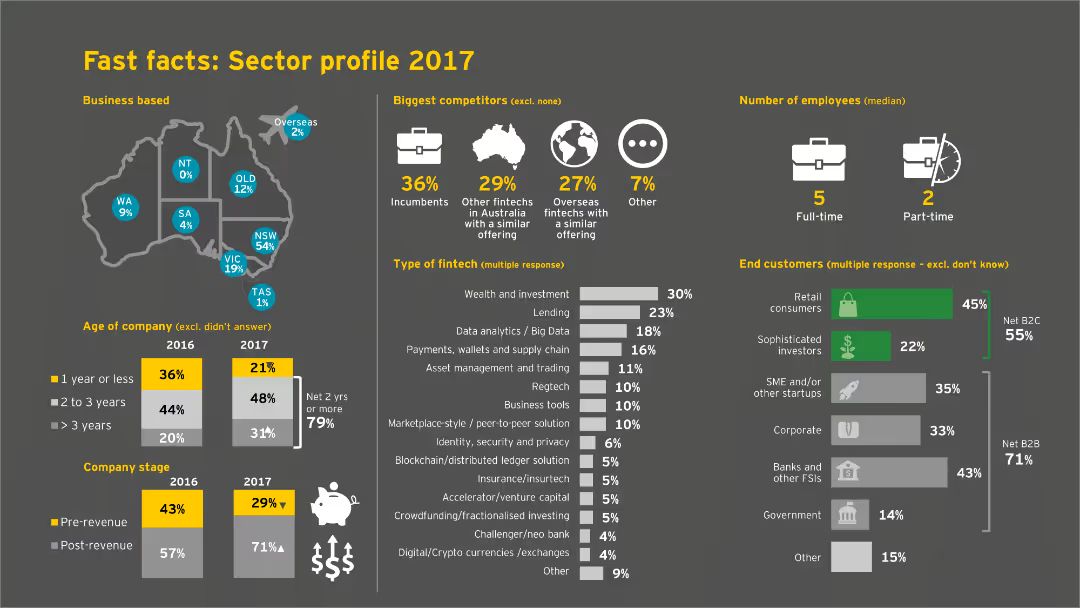 Fast facts: Sector profile 2017
Business based
Overseas
2%
NT
0%
QLD
12%
WA
9%
SA
4%
NSW
54%
VIC
19%
TAS
1%
Age of company (excl. didn't answer)
2016
2017
1 year or less
36%
21%
2 to 3 years
44%
48%
> 3 years
20%
31%
Net 2 yrs
or more
79%
Company stage
2016
2017
Pre-revenue
43%
29%
Post-revenue
57%
71%
Biggest competitors (excl. none)
36%
Incumbents
29%
Other fintechs
in Australia
with a similar
offering
27%
Overseas
fintechs with
a similar
offering
7%
Other
Type of fintech (multiple response)
Wealth and investment 30%
Lending 23%
Data analytics / Big Data 18%
Payments, wallets and supply chain 16%
Asset management and trading 11%
Regtech 10%
Business tools 10%
Marketplace-style / peer-to-peer solution 10%
Identity, security and privacy 6%
Blockchain/distributed ledger solution 5%
Insurance/insurtech 5%
Accelerator/venture capital 5%
Crowdfunding/fractionalised investing 5%
Challenger/neo bank 4%
Digital/Crypto currencies /exchanges 4%
Other 9%
Number of employees (median)
5
Full-time
2
Part-time
End customers (multiple response - excl. don't know)
Retail
consumers
45%
Sophisticated
investors
22%
Net B2C
55%
SME and/or
other startups
35%
Corporate
33%
Banks and
other FSIs
43%
Government
14%
Net B2B
71%
Other
15%